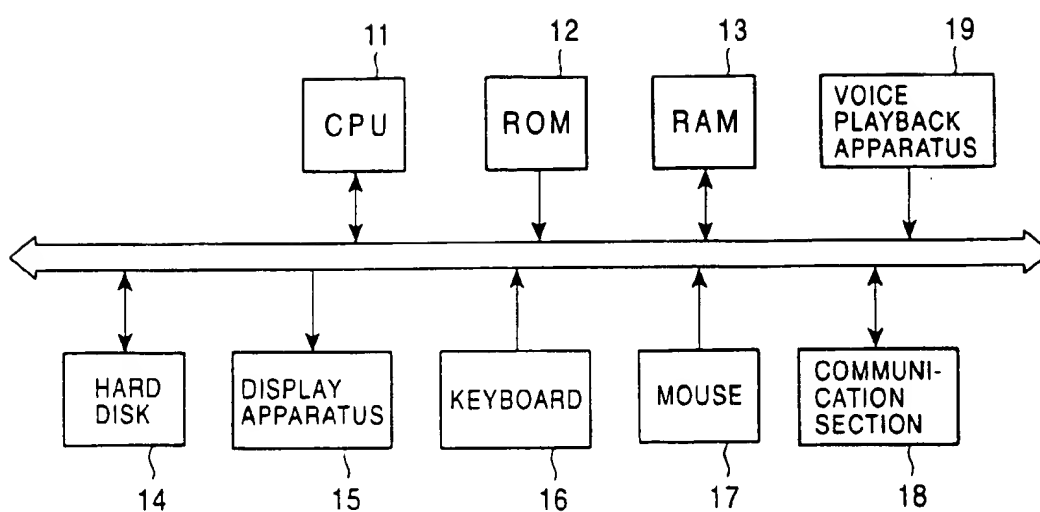 11
12
13
19
CPU
ROM
RAM
VOICE
PLAYBACK
APPARATUS
HARD
DISK
DISPLAY
APPARATUS
KEYBOARD
MOUSE
COMMUNI-
CATION
SECTION
14
15
16
17
18